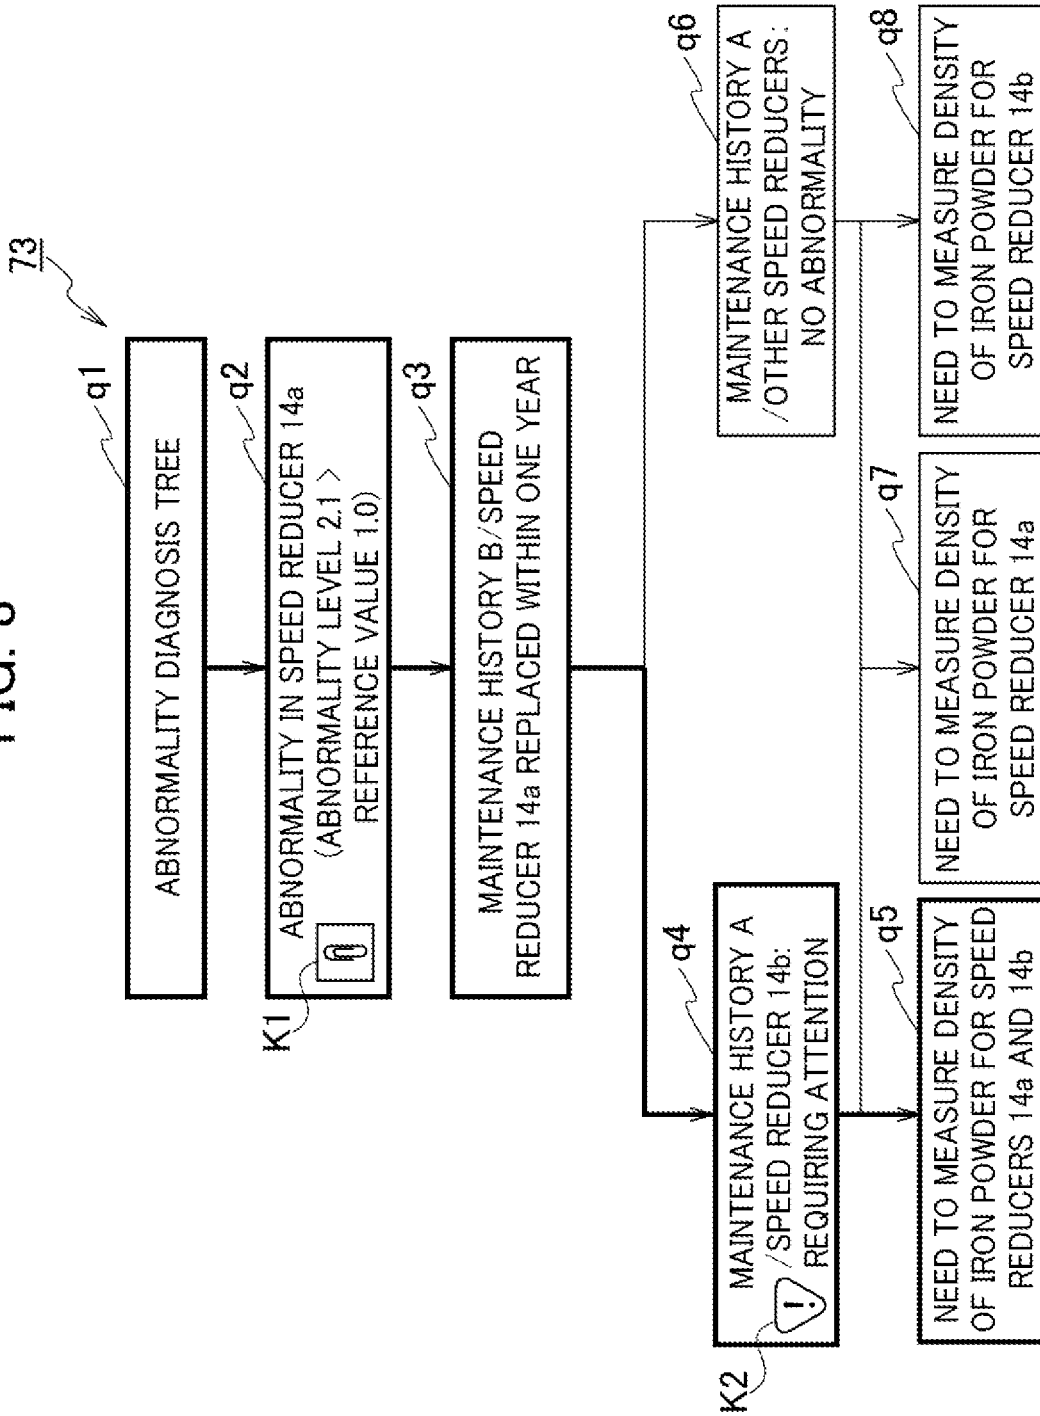 73
q1
ABNORMALITY DIAGNOSIS TREE
q2
ABNORMALITY IN SPEED REDUCER 14a
(ABNORMALITY LEVEL 2.1 >
REFERENCE VALUE 1.0)
K1
q3
MAINTENANCE HISTORY B/SPEED
REDUCER 14a REPLACED WITHIN ONE YEAR
q4
MAINTENANCE HISTORY A
/SPEED REDUCER 14b:
REQUIRING ATTENTION
!
K2
q6
MAINTENANCE HISTORY A
/OTHER SPEED REDUCERS:
NO ABNORMALITY
q5
NEED TO MEASURE DENSITY
OF IRON POWDER FOR SPEED
REDUCERS 14a AND 14b
q7
NEED TO MEASURE DENSITY
OF IRON POWDER FOR
SPEED REDUCER 14a
q8
NEED TO MEASURE DENSITY
OF IRON POWDER FOR
SPEED REDUCER 14b